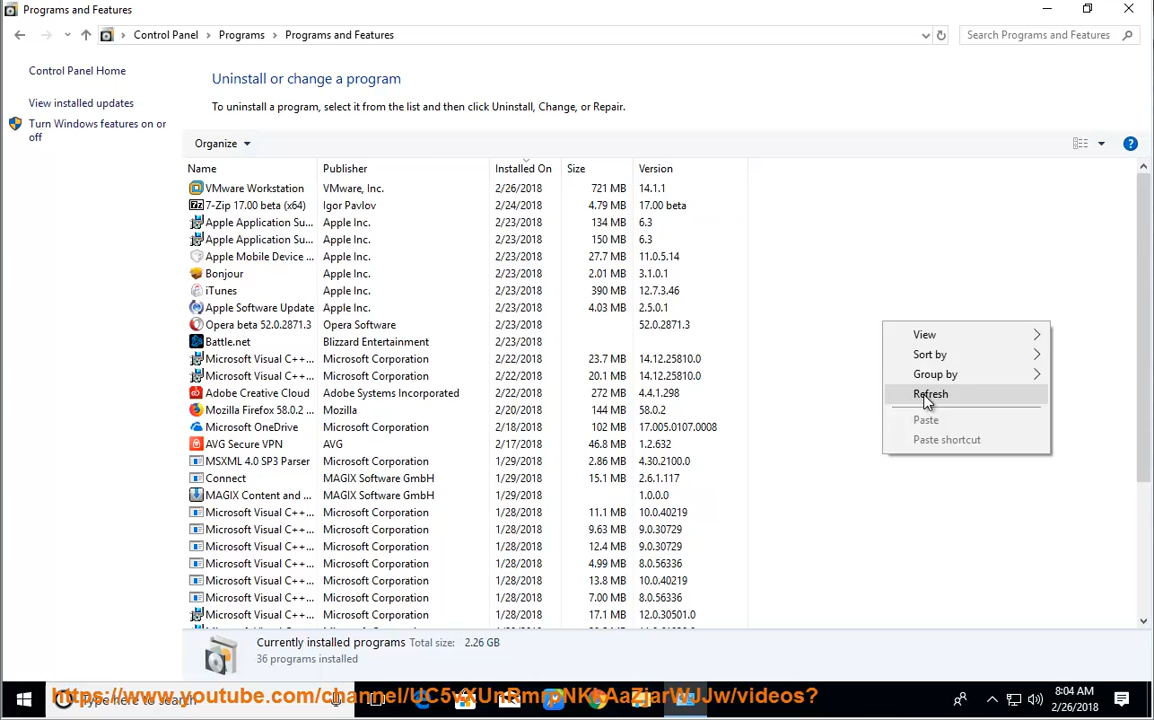 Programs and Features
Control Panel > Programs > Programs and Features
Search Programs and Features
Control Panel Home
View installed updates
Turn Windows features on or
off
Uninstall or change a program
To uninstall a program, select it from the list and then click Uninstall, Change, or Repair.
Organize
Name Publisher Installed On Size Version
VMware Workstation VMware, Inc. 2/26/2018 721 MB 14.1.1
7-Zip 17.00 beta (x64) Igor Pavlov 2/24/2018 4.79 MB 17.00 beta
Apple Application Su... Apple Inc. 2/23/2018 134 MB 6.3
Apple Application Su... Apple Inc. 2/23/2018 150 MB 6.3
Apple Mobile Device ... Apple Inc. 2/23/2018 27.7 MB 11.0.5.14
Bonjour Apple Inc. 2/23/2018 2.01 MB 3.1.0.1
iTunes Apple Inc. 2/23/2018 390 MB 12.7.3.46
Apple Software Update Apple Inc. 2/23/2018 4.03 MB 2.5.0.1
Opera beta 52.0.2871.3 Opera Software 2/23/2018 52.0.2871.3
Battle.net Blizzard Entertainment 2/23/2018
Microsoft Visual C++... Microsoft Corporation 2/22/2018 23.7 MB 14.12.25810.0
Microsoft Visual C++... Microsoft Corporation 2/22/2018 20.1 MB 14.12.25810.0
Adobe Creative Cloud Adobe Systems Incorporated 2/22/2018 272 MB 4.4.1.298
Mozilla Firefox 58.0.2 ... Mozilla 2/20/2018 144 MB 58.0.2
Microsoft OneDrive Microsoft Corporation 2/18/2018 102 MB 17.005.0107.0008
AVG Secure VPN AVG 2/17/2018 46.8 MB 1.2.632
MSXML 4.0 SP3 Parser Microsoft Corporation 1/29/2018 2.86 MB 4.30.2100.0
Connect MAGIX Software GmbH 1/29/2018 15.1 MB 2.6.1.117
MAGIX Content and ... MAGIX Software GmbH 1/29/2018 1.0.0.0
Microsoft Visual C++... Microsoft Corporation 1/28/2018 11.1 MB 10.0.40219
Microsoft Visual C++... Microsoft Corporation 1/28/2018 9.63 MB 9.0.30729
Microsoft Visual C++... Microsoft Corporation 1/28/2018 12.4 MB 9.0.30729
Microsoft Visual C++... Microsoft Corporation 1/28/2018 4.99 MB 8.0.56336
Microsoft Visual C++... Microsoft Corporation 1/28/2018 13.8 MB 10.0.40219
Microsoft Visual C++... Microsoft Corporation 1/28/2018 7.00 MB 8.0.56336
Microsoft Visual C++... Microsoft Corporation 1/28/2018 17.1 MB 12.0.30501.0
View
Sort by
Group by
Refresh
Paste
Paste shortcut
Currently installed programs Total size: 2.26 GB
36 programs installed
Type here to search
8:04 AM
2/26/2018